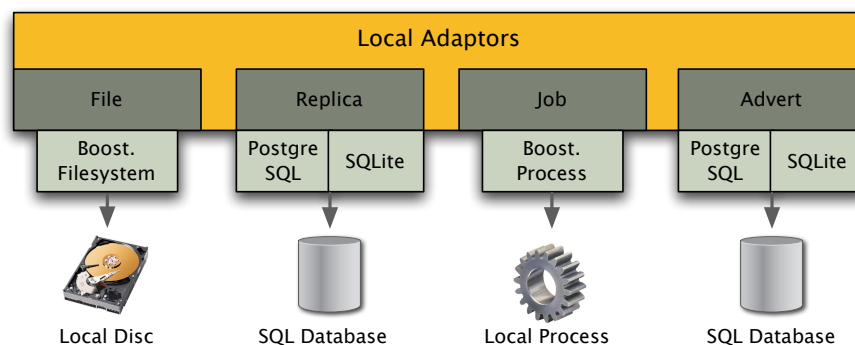 Local Adaptors
File
Replica
Job
Advert
Boost.
Filesystem
Postgre
SQL
SQLite
Boost.
Process
Postgre
SQL
SQLite
Local Disc
SQL Database
Local Process
SQL Database